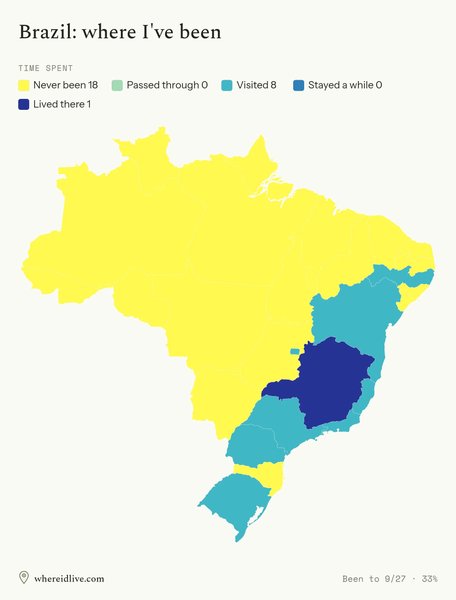 Brazil: where I've been
TIME SPENT
Never been 18 Passed through 0 Visited 8 Stayed a while 0
Lived there 1
whereidlive.com Been to 9/27 · 33%